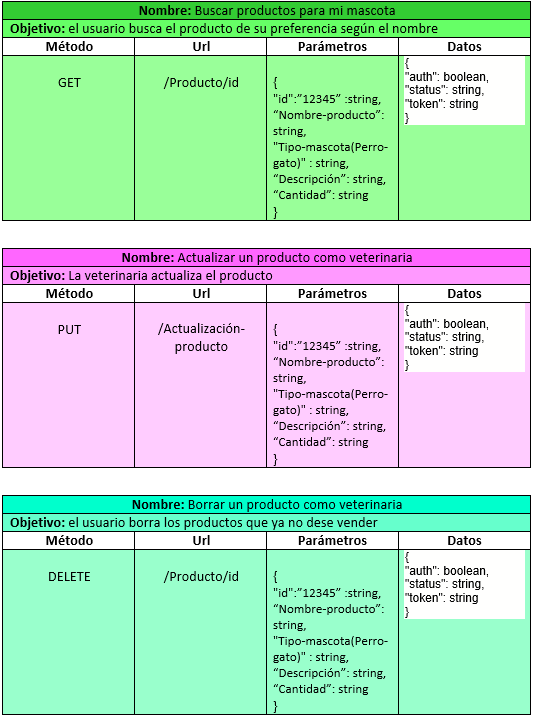 Nombre: Buscar productos para mi mascota
Objetivo: el usuario busca el producto de su preferencia según el nombre
Método Url Parámetros Datos
GET
/Producto/id
{
"id":”12345” :string,
“Nombre-producto”:
string,
"Tipo-mascota(Perro-
gato)" : string,
“Descripción”: string,
“Cantidad”: string
}
{
"auth": boolean,
"status": string,
"token": string
}
Nombre: Actualizar un producto como veterinaria
Objetivo: La veterinaria actualiza el producto
Método Url Parámetros Datos
PUT
/Actualización-
producto
{
"id":”12345” :string,
“Nombre-producto”:
string,
"Tipo-mascota(Perro-
gato)" : string,
“Descripción”: string,
“Cantidad”: string
}
{
"auth": boolean,
"status": string,
"token": string
}
Nombre: Borrar un producto como veterinaria
Objetivo: el usuario borra los productos que ya no dese vender
Método Url Parámetros Datos
DELETE
/Producto/id
{
"id":”12345” :string,
“Nombre-producto”:
string,
"Tipo-mascota(Perro-
gato)" : string,
“Descripción”: string,
“Cantidad”: string
}
{
"auth": boolean,
"status": string,
"token": string
}